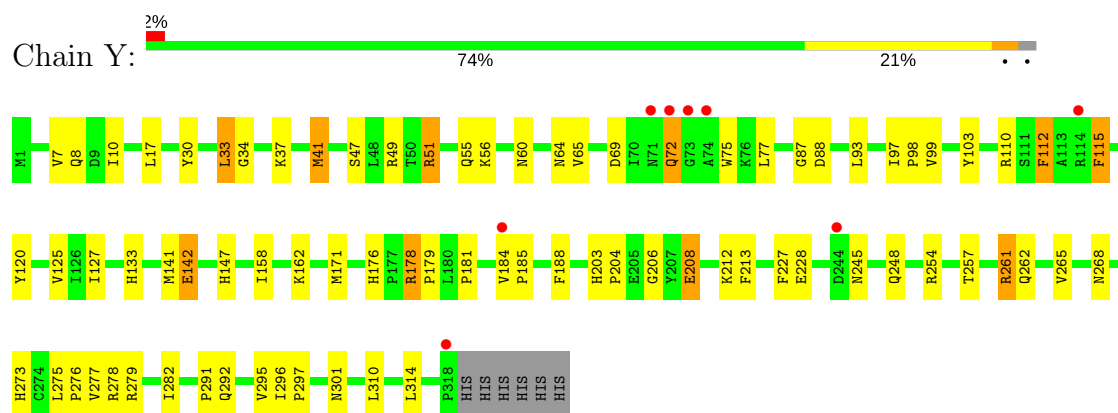 2%
Chain Y:
74% 21% • •
M1 V7 Q8 D9 I10 L17 Y30 L33 G34 K37 M41 S47 L48 R49 T50 R51 Q55 K56 N60 N64 V65 D69 I70 N71 Q72 G73 A74 W75 K76 L77 G87 D88 L93 I97 P98 V99 Y103 R110 S111 F112 A113 R114 F115
Y120 V125 I126 I127 H133 M141 E142 H147 I158 K162 M171 H176 P177 R178 P179 L180 P181 V184 P185 F188 H203 P204 E205 G206 Y207 E208 K212 F213 F227 E228 D244 N245 Q248 R254 T257 R261 Q262 V265 N268
H273 C274 L275 P276 V277 R278 R279 I282 P291 Q292 V295 I296 P297 N301 L310 L314 P318 HIS HIS HIS HIS HIS HIS